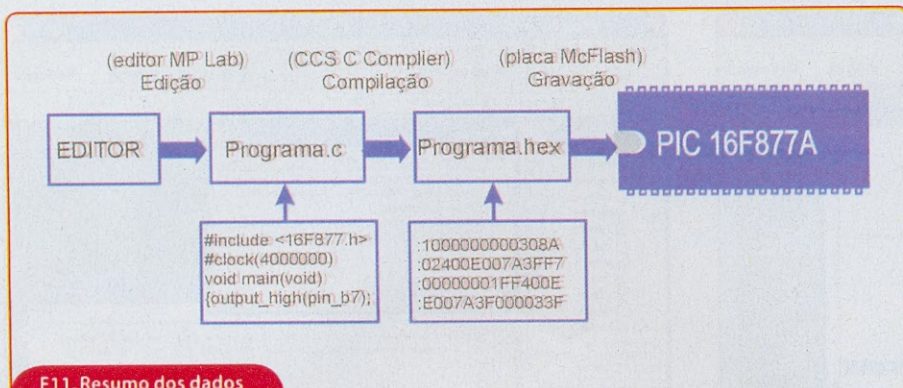 (editor MP Lab)
Edição
(CCS C Complier)
Compilação
(placa McFlash)
Gravação
EDITOR
Programa.c
Programa.hex
PIC 16F877A
#include <16F877.h>
#clock(4000000)
void main(void)
{output_high(pin_b7);
:1000000000308A
:02400E007A3FF7
:00000001FF400E
:E007A3F000033F
F11. Resumo dos dados